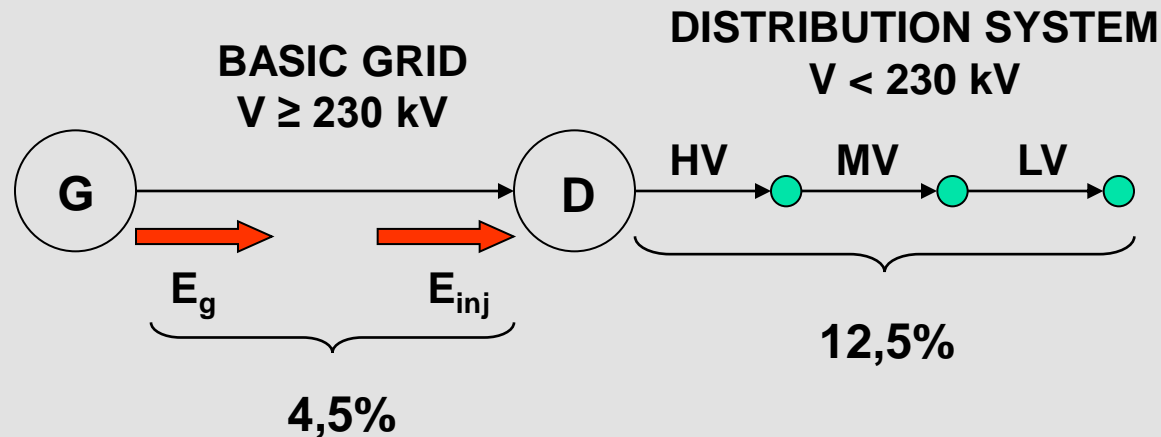 BASIC GRID
V ≥ 230 kV
DISTRIBUTION SYSTEM
V < 230 kV
G
D
HV
MV
LV
Eg
Einj
4,5%
12,5%